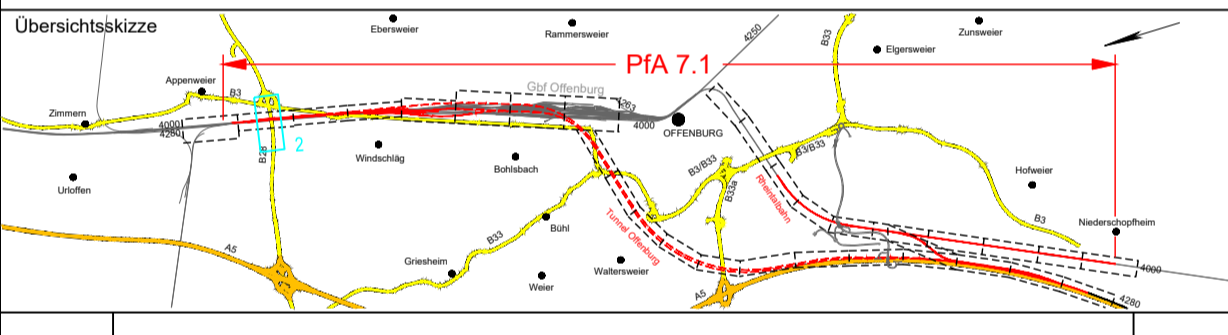 Übersichtsskizze
Ebersweier
Rammersweier
4250
B33
Zunsweier
Elgersweier
PfA 7.1
Appenweier
B3
Gbf Offenburg
4263
Zimmern
4000
4280
4000
OFFENBURG
B28
2
Windschläg
Bohlsbach
B3/B33
B3/B33
B33a
Rheintalbahn
Hofweier
Urloffen
B3
Niederschopfheim
Tunnel Offenburg
Bühl
B33
A5
Griesheim
Weier
Waltersweier
A5
4000
4280